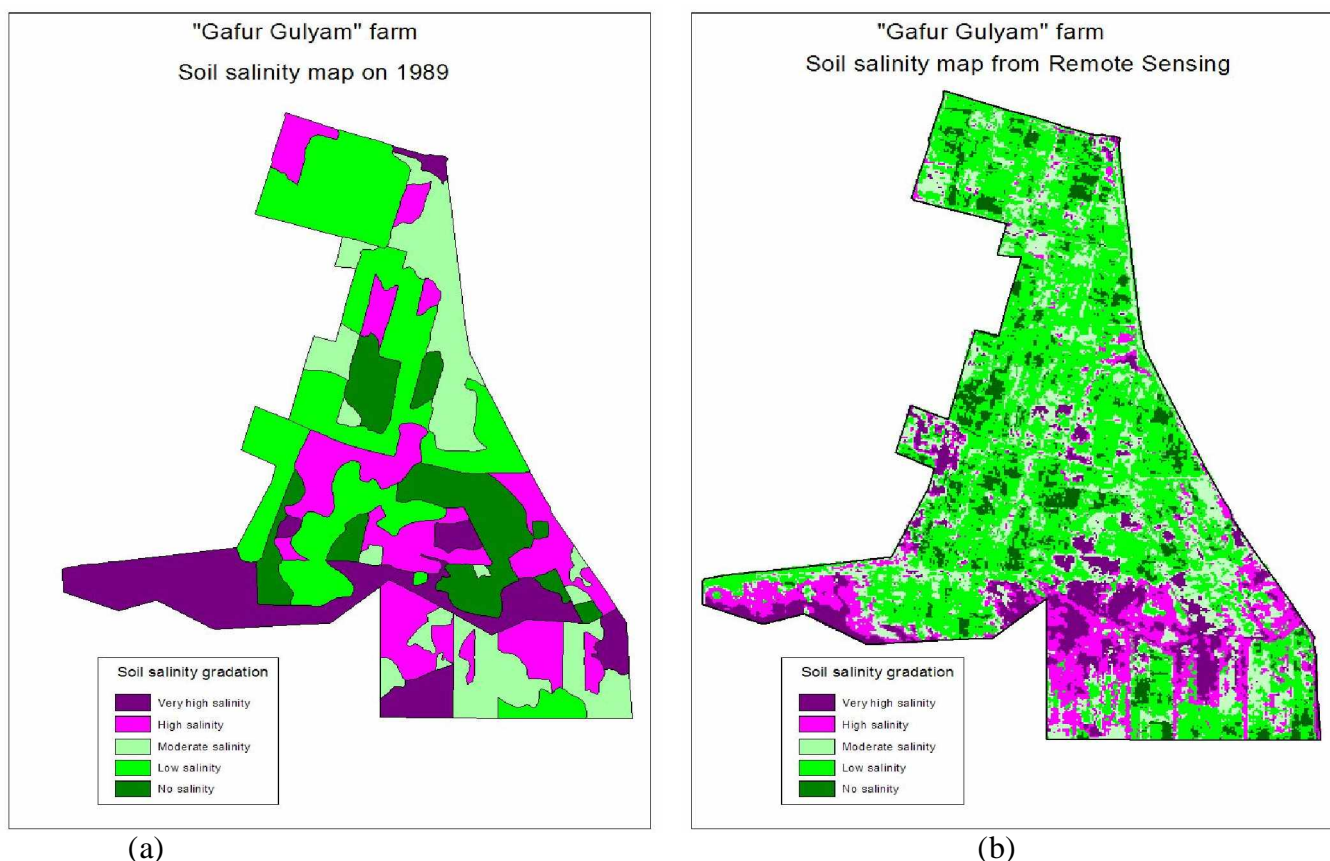 "Gafur Gulyam" farm
Soil salinity map on 1989
Soil salinity gradation
Very high salinity
High salinity
Moderate salinity
Low salinity
No salinity
(a)
"Gafur Gulyam" farm
Soil salinity map from Remote Sensing
Soil salinity gradation
Very high salinity
High salinity
Moderate salinity
Low salinity
No salinity
(b)